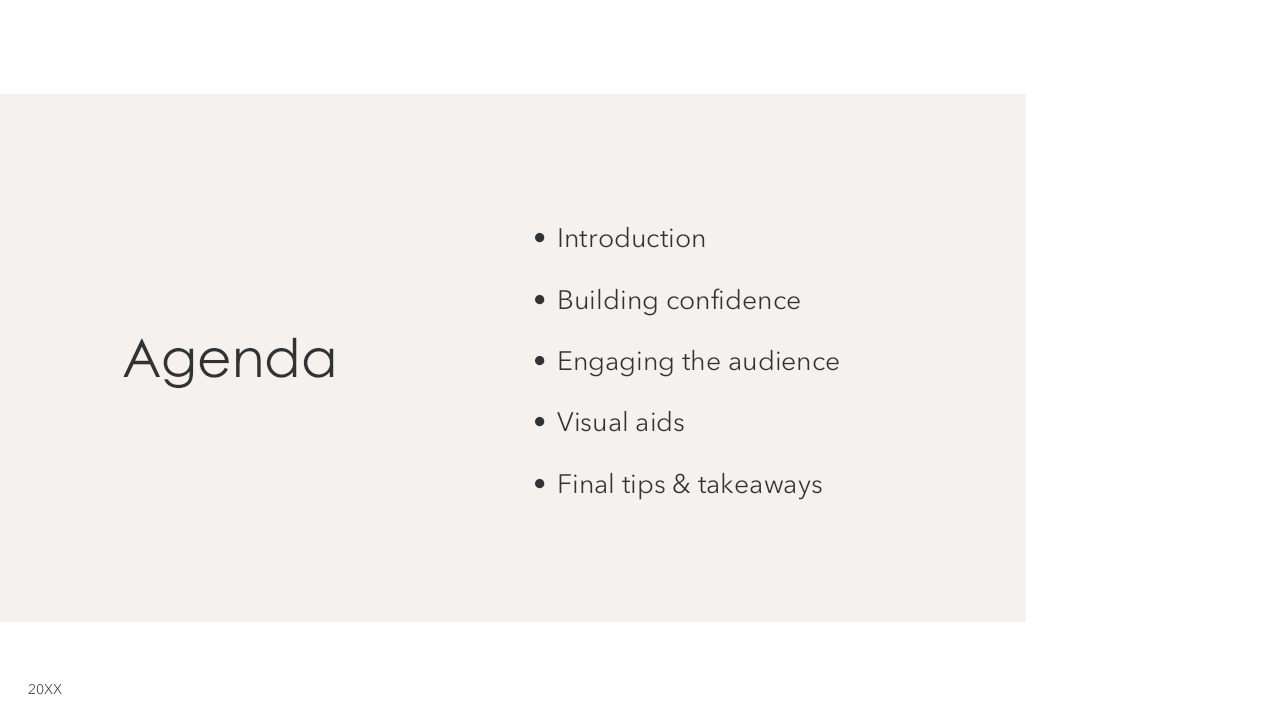 Agenda
• Introduction
• Building confidence
• Engaging the audience
• Visual aids
• Final tips & takeaways
20XX